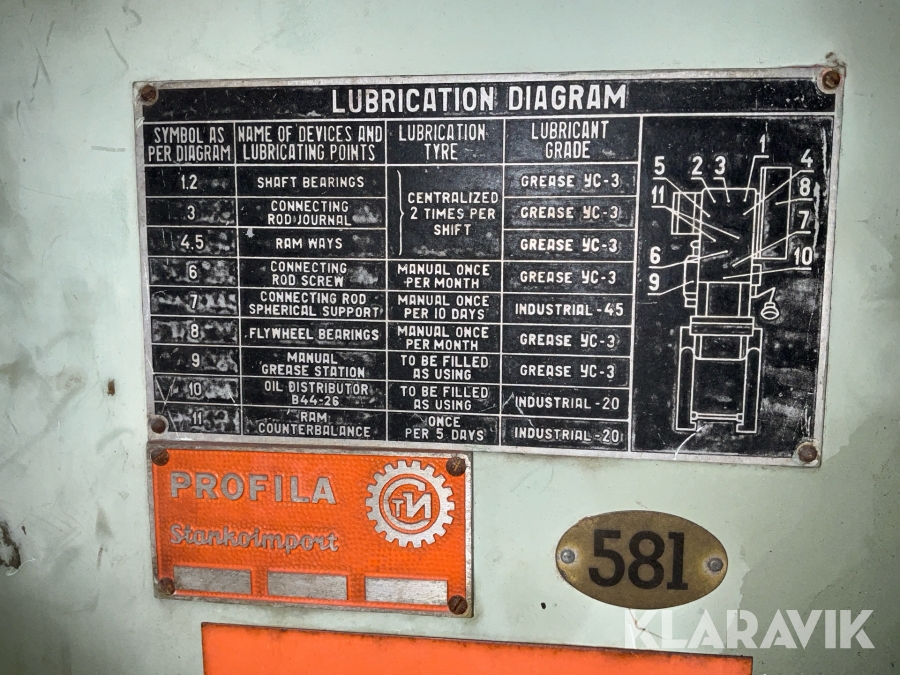 LUBRICATION DIAGRAM
SYMBOL AS PER DIAGRAM NAME OF DEVICES AND LUBRICATING POINTS LUBRICATION TYRE LUBRICANT GRADE
1.2 SHAFT BEARINGS CENTRALIZED 2 TIMES PER SHIFT GREASE УС-3
3 CONNECTING ROD JOURNAL GREASE УС-3
4.5 RAM WAYS GREASE УС-3
6 CONNECTING ROD SCREW MANUAL ONCE PER MONTH GREASE УС-3
7 CONNECTING ROD SPHERICAL SUPPORT MANUAL ONCE PER 10 DAYS INDUSTRIAL-45
8 FLYWHEEL BEARINGS MANUAL ONCE PER MONTH GREASE УС-3
9 MANUAL GREASE STATION TO BE FILLED AS USING GREASE УС-3
10 OIL DISTRIBUTOR B44-26 TO BE FILLED AS USING INDUSTRIAL-20
11 RAM COUNTERBALANCE ONCE PER 5 DAYS INDUSTRIAL-20
1
5 2 3 4
11 8
7
6 10
9
PROFILA
СТИ
Stankoimport
581
KLARAVIK